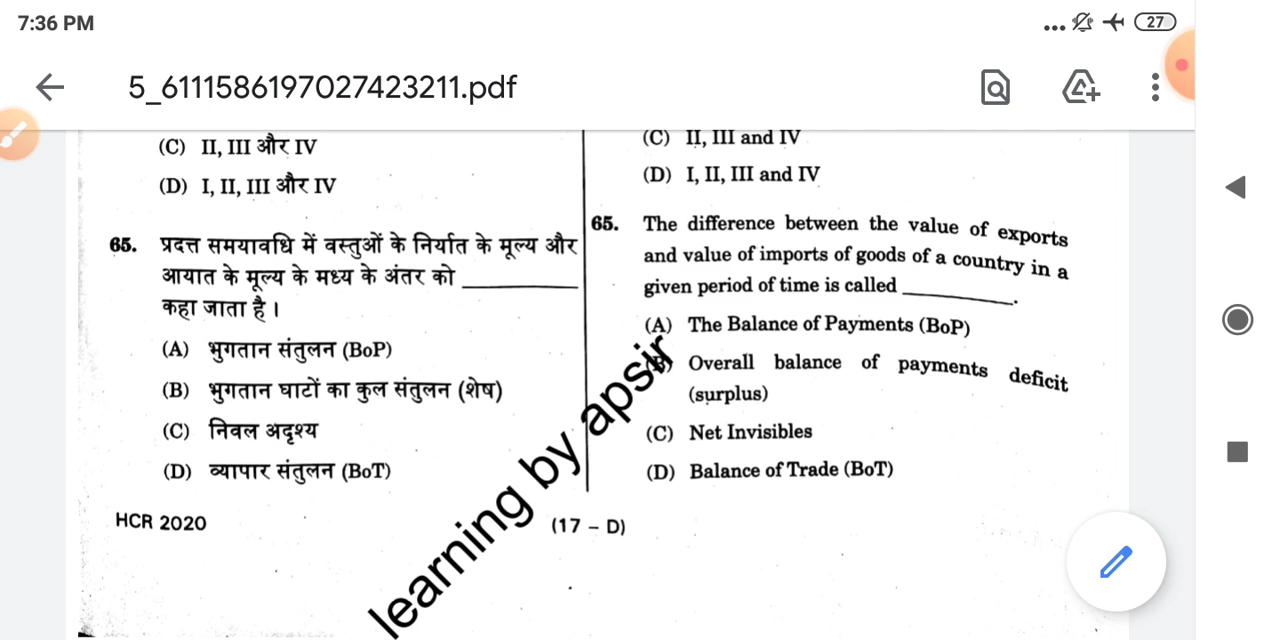 7:36 PM
27
5_6111586197027423211.pdf
(C) II, III और IV
(D) I, II, III और IV
65. प्रदत्त समयावधि में वस्तुओं के निर्यात के मूल्य और
आयात के मूल्य के मध्य के अंतर को __________
कहा जाता है ।
(A) भुगतान संतुलन (BoP)
(B) भुगतान घाटों का कुल संतुलन (शेष)
(C) निवल अदृश्य
(D) व्यापार संतुलन (BoT)
HCR 2020
(C) II, III and IV
(D) I, II, III and IV
65. The difference between the value of exports
and value of imports of goods of a country in a
given period of time is called __________.
(A) The Balance of Payments (BoP)
(B) Overall balance of payments deficit
(surplus)
(C) Net Invisibles
(D) Balance of Trade (BoT)
(17 – D)
learning by apsir